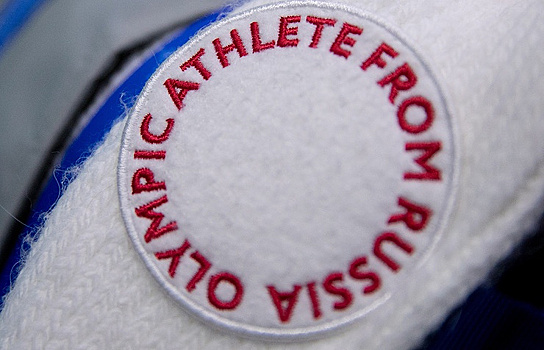 OLYMPIC ATHLETE FROM RUSSIA